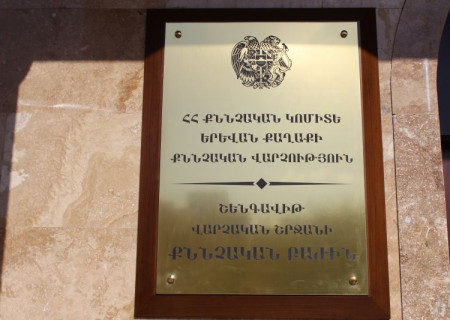 ՀՀ ՔՆՆՉԱԿԱՆ ԿՈՄԻՏԵ
ԵՐԵՎԱՆ ՔԱՂԱՔԻ
ՔՆՆՉԱԿԱՆ ՎԱՐՉՈՒԹՅՈՒՆ
ՇԵՆԳԱՎԻԹ
ՎԱՐՉԱԿԱՆ ՇՐՋԱՆԻ
ՔՆՆՉԱԿԱՆ ԲԱԺԻՆ